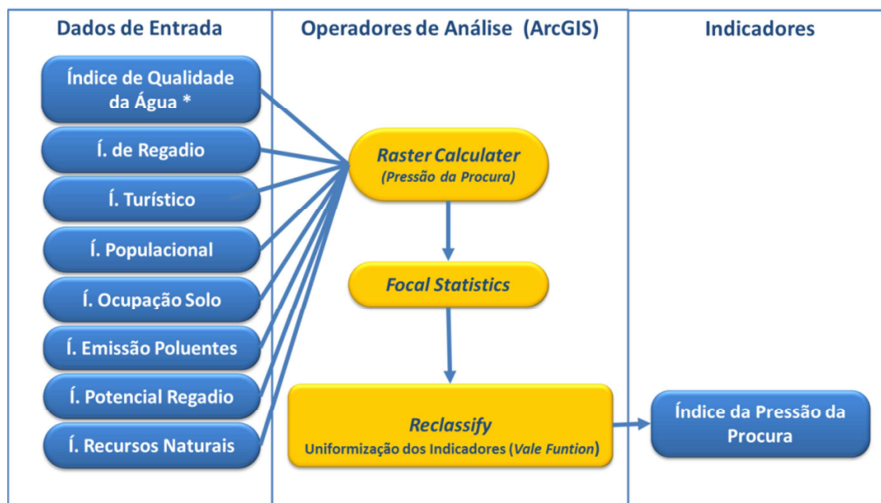 Dados de Entrada
Operadores de Análise (ArcGIS)
Indicadores
Índice de Qualidade
da Água *
Í. de Regadio
Í. Turístico
Í. Populacional
Í. Ocupação Solo
Í. Emissão Poluentes
Í. Potencial Regadio
Í. Recursos Naturais
Raster Calculater
(Pressão da Procura)
Focal Statistics
Reclassify
Uniformização dos Indicadores (Vale Funtion)
Índice da Pressão da
Procura